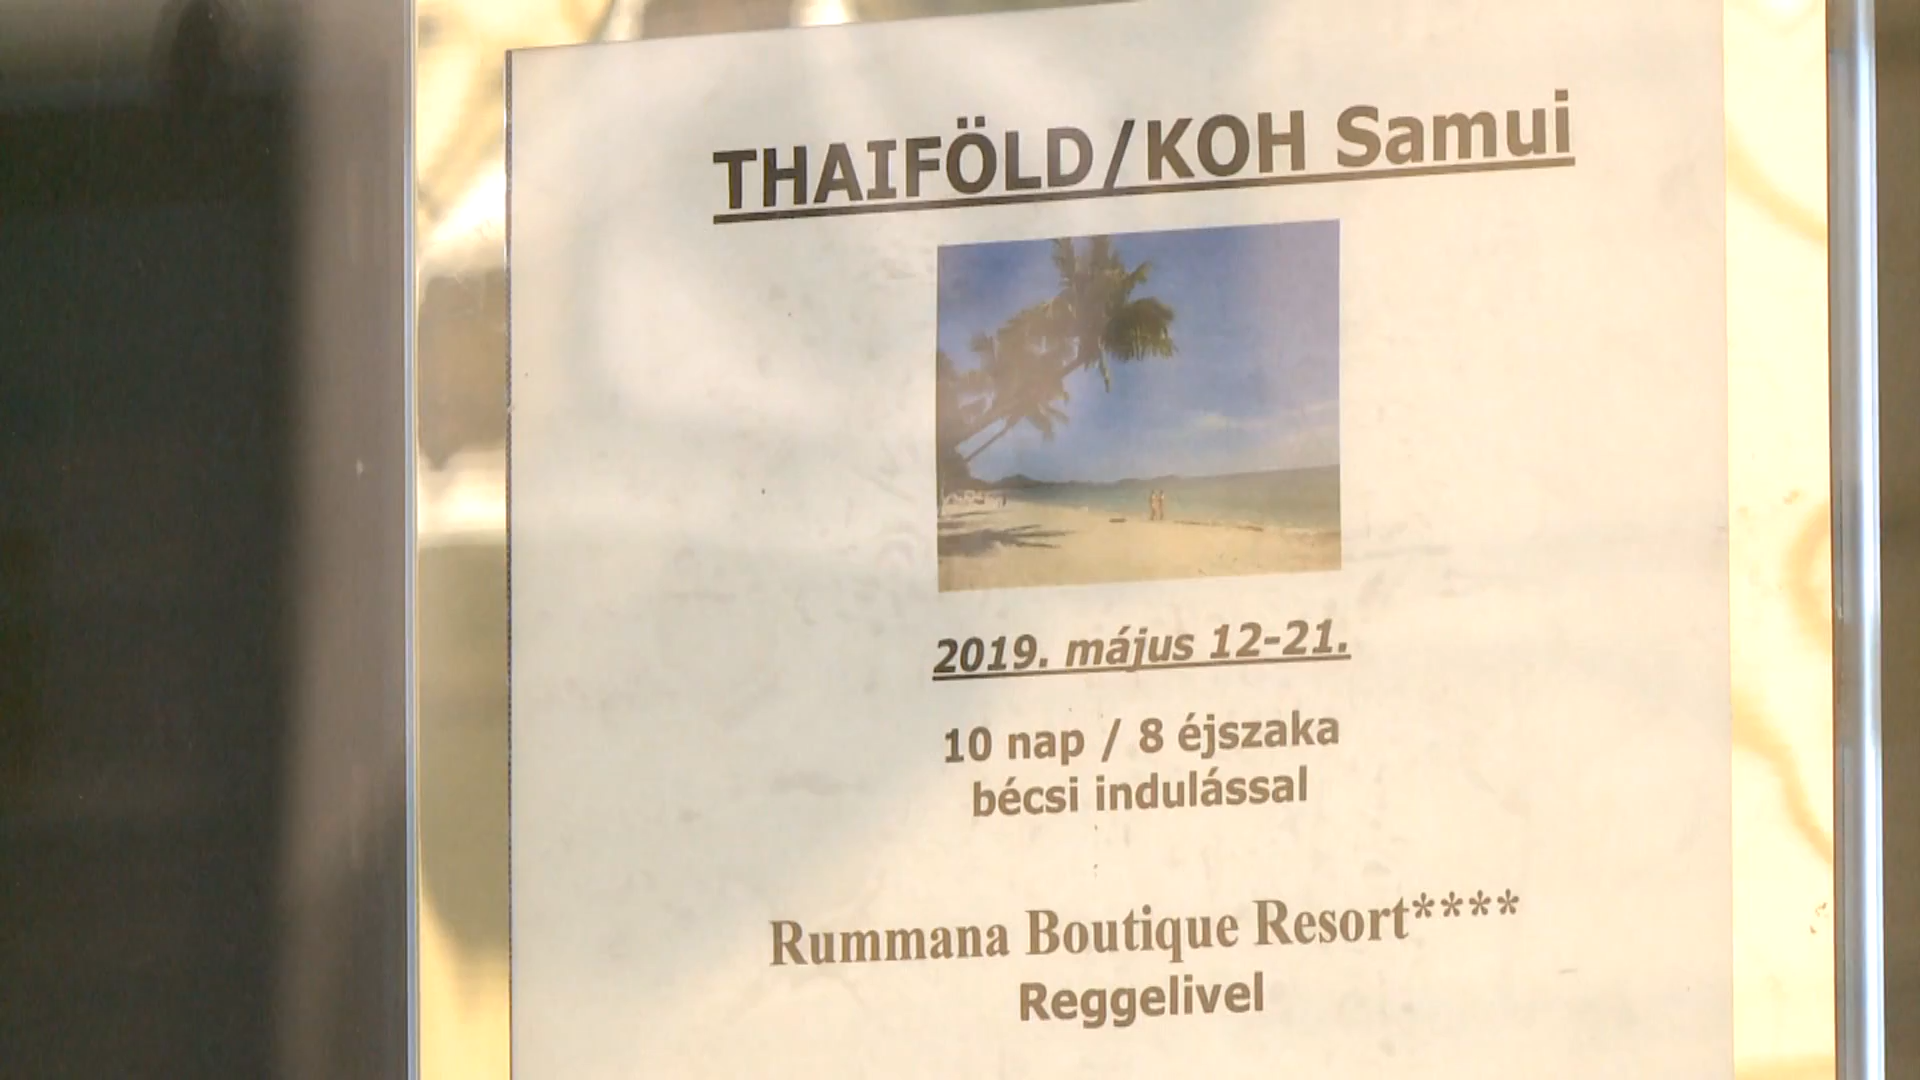 THAIFÖLD/KOH Samui
2019. május 12-21.
10 nap / 8 éjszaka
bécsi indulással
Rummana Boutique Resort****
Reggelivel